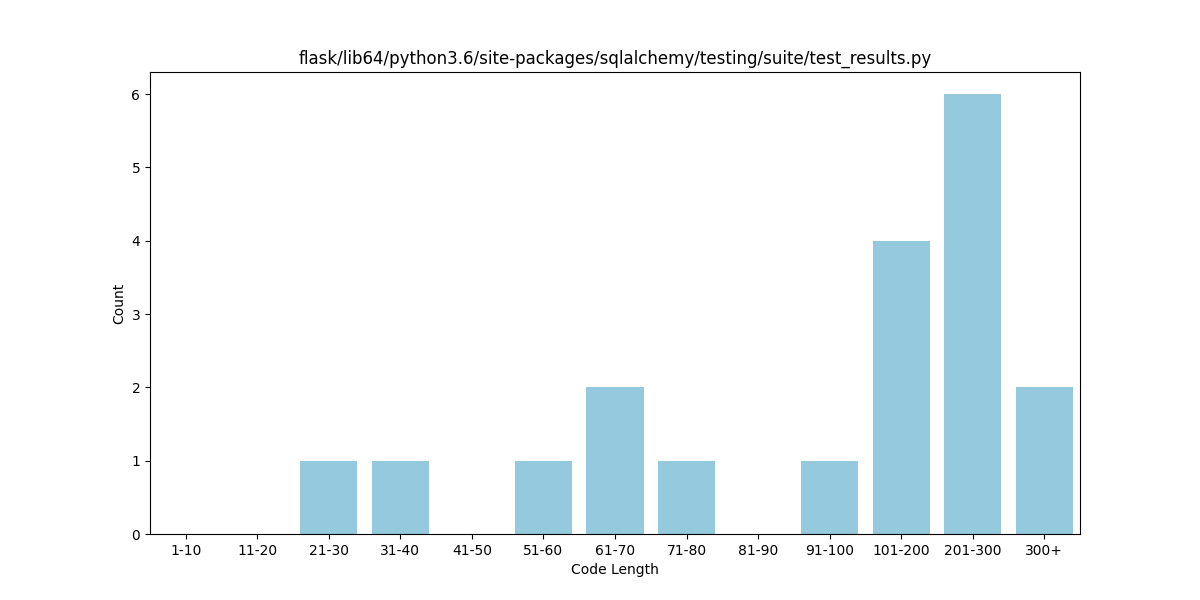 flask/lib64/python3.6/site-packages/sqlalchemy/testing/suite/test_results.py
6
5
4
3
2
1
0
Count
1-10 11-20 21-30 31-40 41-50 51-60 61-70 71-80 81-90 91-100 101-200 201-300 300+
Code Length